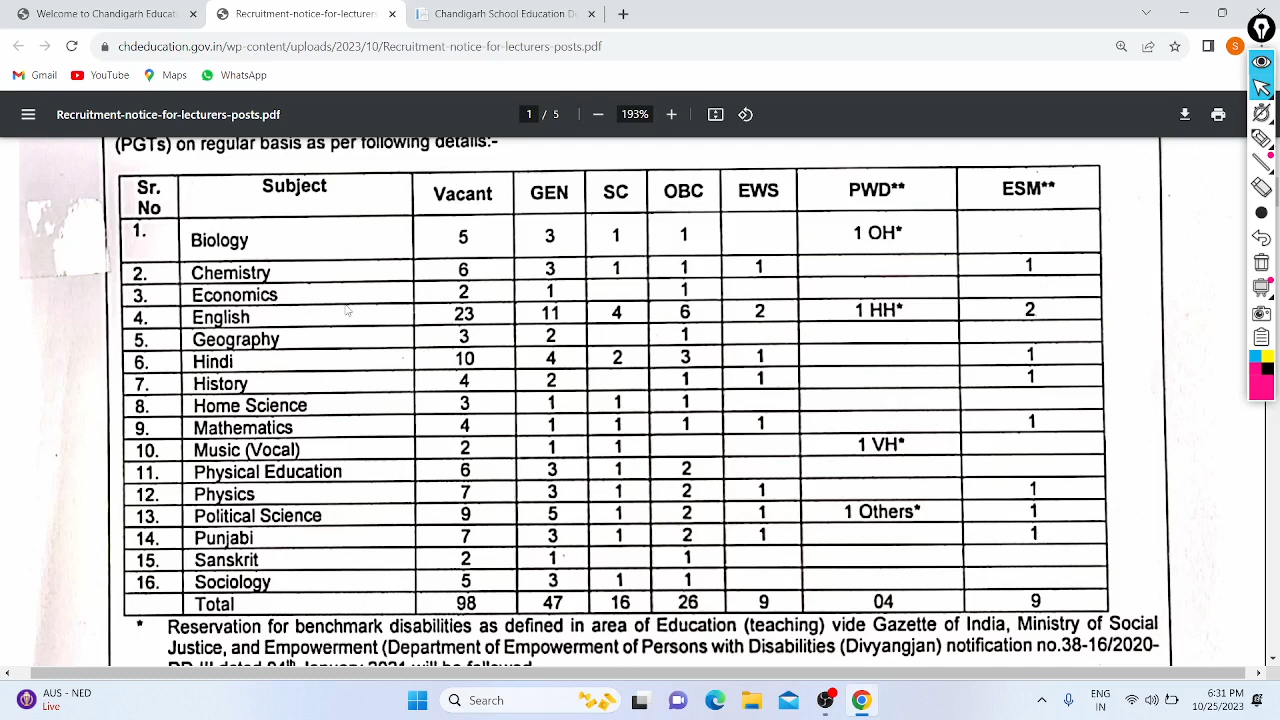 Welcome to Chandigarh Educati
Recruitment-notice-for-lecturers
Chandigarh School Education De
chdeducation.gov.in/wp-content/uploads/2023/10/Recruitment-notice-for-lecturers-posts.pdf
S
Gmail YouTube Maps WhatsApp
Recruitment-notice-for-lecturers-posts.pdf 1 / 5 193%
(PGTs) on regular basis as per following details:-
Sr. No Subject Vacant GEN SC OBC EWS PWD** ESM**
1. Biology 5 3 1 1 1 OH*
2. Chemistry 6 3 1 1 1 1
3. Economics 2 1 1
4. English 23 11 4 6 2 1 HH* 2
5. Geography 3 2 1
6. Hindi 10 4 2 3 1 1
7. History 4 2 1 1 1
8. Home Science 3 1 1 1
9. Mathematics 4 1 1 1 1 1
10. Music (Vocal) 2 1 1 1 VH*
11. Physical Education 6 3 1 2
12. Physics 7 3 1 2 1 1
13. Political Science 9 5 1 2 1 1 Others* 1
14. Punjabi 7 3 1 2 1 1
15. Sanskrit 2 1 1
16. Sociology 5 3 1 1
Total 98 47 16 26 9 04 9
* Reservation for benchmark disabilities as defined in area of Education (teaching) vide Gazette of India, Ministry of Social
Justice, and Empowerment (Department of Empowerment of Persons with Disabilities (Divyangjan) notification no.38-16/2020-
AUS - NED
Live
Search
ENG
IN
6:31 PM
10/25/2023